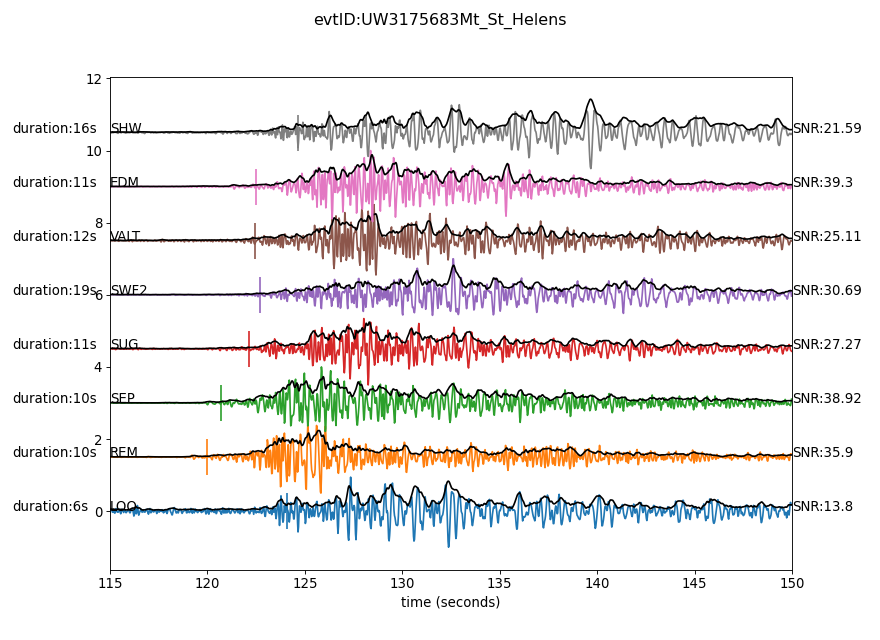 evtID:UW3175683Mt_St_Helens
12
duration:16s SHW SNR:21.59
10
duration:11s EDM SNR:39.3
8
duration:12s VALT SNR:25.11
duration:19s SWF2 SNR:30.69
6
duration:11s SUG SNR:27.27
4
duration:10s SEP SNR:38.92
2
duration:10s REM SNR:35.9
duration:6s LOO SNR:13.8
0
115 120 125 130 135 140 145 150
time (seconds)